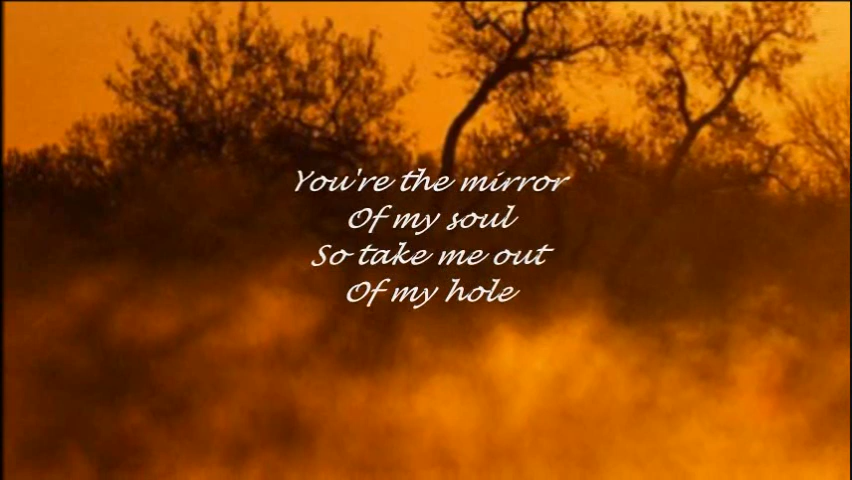 You're the mirror
Of my soul
So take me out
Of my hole